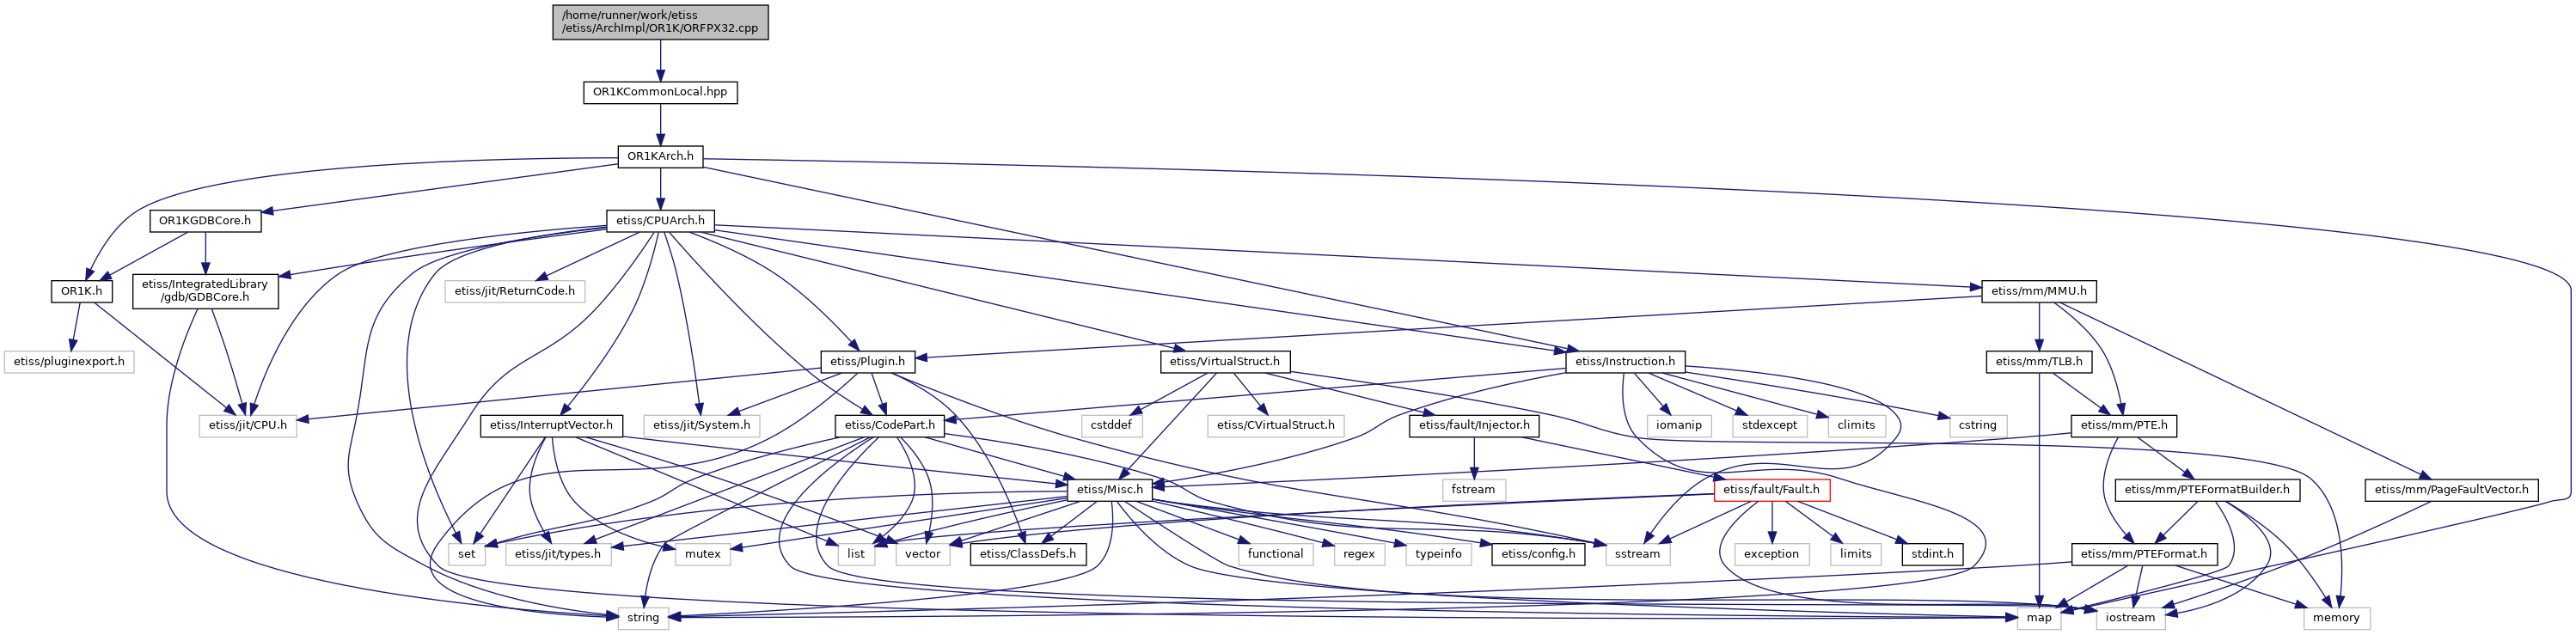 /home/runner/work/etiss
/etiss/ArchImpl/OR1K/ORFPX32.cpp
OR1KCommonLocal.hpp
OR1KArch.h
OR1KGDBCore.h
etiss/CPUArch.h
OR1K.h
etiss/IntegratedLibrary
/gdb/GDBCore.h
etiss/jit/ReturnCode.h
etiss/mm/MMU.h
etiss/pluginexport.h
etiss/Plugin.h
etiss/VirtualStruct.h
etiss/Instruction.h
etiss/mm/TLB.h
etiss/jit/CPU.h
etiss/InterruptVector.h
etiss/jit/System.h
etiss/CodePart.h
cstddef
etiss/CVirtualStruct.h
etiss/fault/Injector.h
iomanip
stdexcept
climits
cstring
etiss/mm/PTE.h
etiss/Misc.h
fstream
etiss/fault/Fault.h
etiss/mm/PTEFormatBuilder.h
etiss/mm/PageFaultVector.h
set
etiss/jit/types.h
mutex
list
vector
etiss/ClassDefs.h
functional
regex
typeinfo
etiss/config.h
sstream
exception
limits
stdint.h
etiss/mm/PTEFormat.h
string
map
iostream
memory